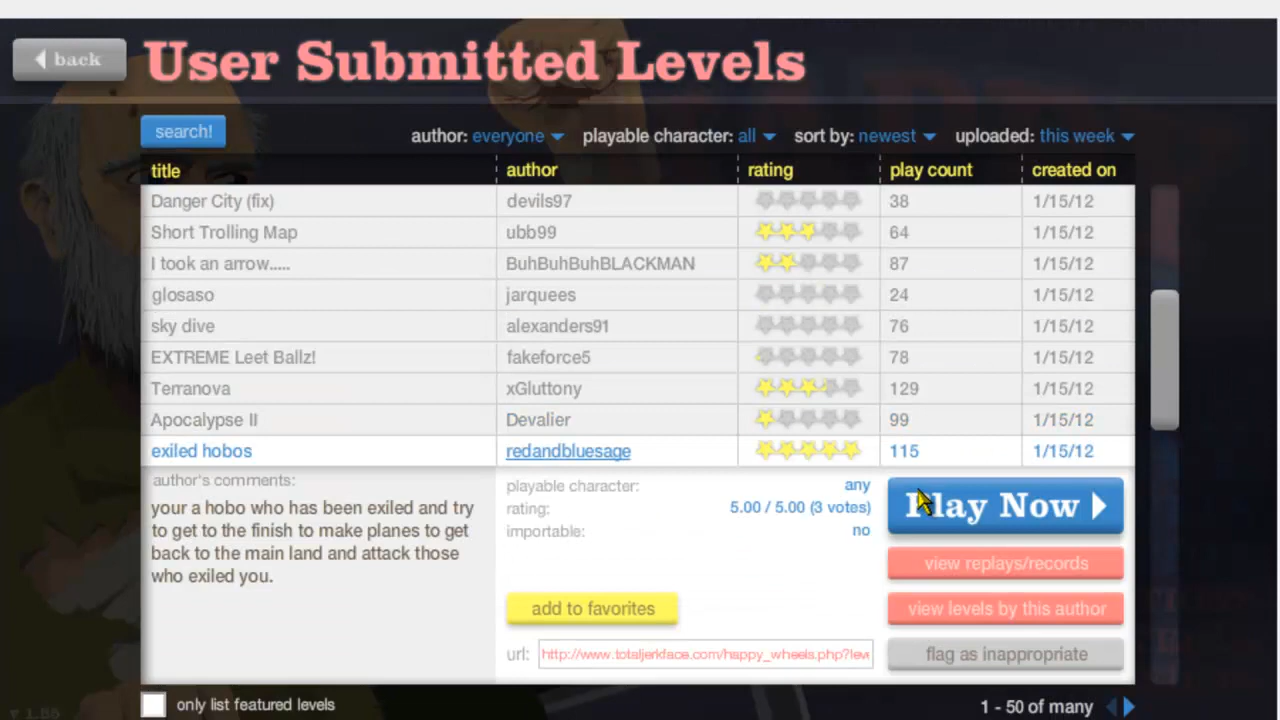 back
User Submitted Levels
search!
author: everyone playable character: all sort by: newest uploaded: this week
title author rating play count created on
Danger City (fix) devils97 38 1/15/12
Short Trolling Map ubb99 64 1/15/12
I took an arrow..... BuhBuhBuhBLACKMAN 87 1/15/12
glosaso jarquees 24 1/15/12
sky dive alexanders91 76 1/15/12
EXTREME Leet Ballz! fakeforce5 78 1/15/12
Terranova xGluttony 129 1/15/12
Apocalypse II Devalier 99 1/15/12
exiled hobos redandbluesage 115 1/15/12
author's comments:
your a hobo who has been exiled and try
to get to the finish to make planes to get
back to the main land and attack those
who exiled you.
playable character: any
rating: 5.00 / 5.00 (3 votes)
importable: no
add to favorites
url: http://www.totaljerkface.com/happy_wheels.php?leve
Play Now
view replays/records
view levels by this author
flag as inappropriate
only list featured levels
1 - 50 of many